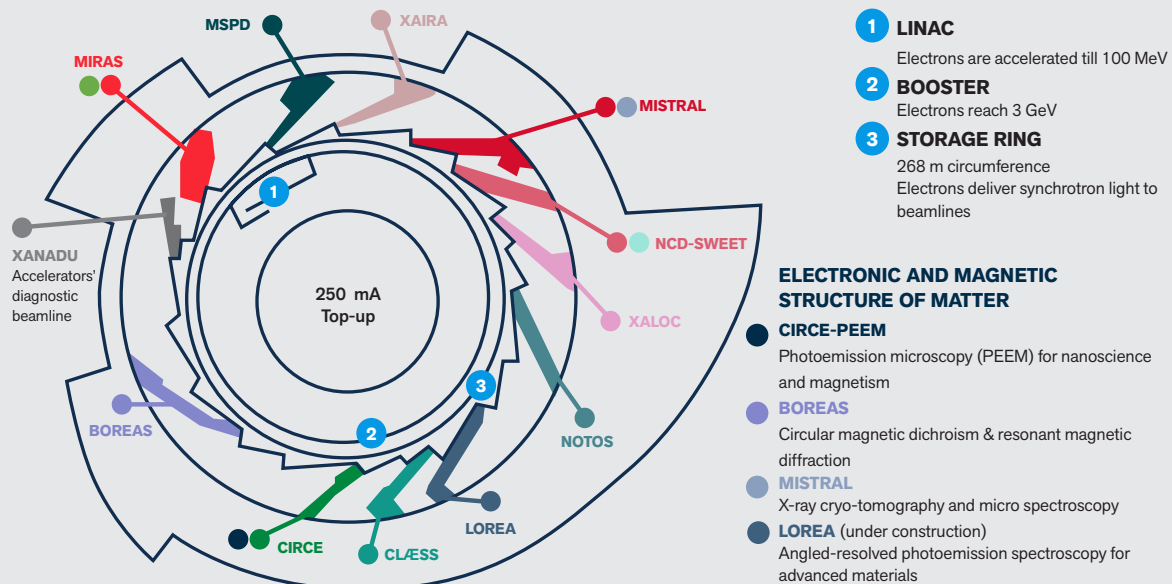 MSPD
XAIRA
MIRAS
MISTRAL
NCD-SWEET
XALOC
NOTOS
LOREA
CLÆSS
CIRCE
BOREAS
XANADU
Accelerators'
diagnostic
beamline
1
250 mA
Top-up
3
2
1 LINAC
Electrons are accelerated till 100 MeV
2 BOOSTER
Electrons reach 3 GeV
3 STORAGE RING
268 m circumference
Electrons deliver synchrotron light to
beamlines
ELECTRONIC AND MAGNETIC
STRUCTURE OF MATTER
CIRCE-PEEM
Photoemission microscopy (PEEM) for nanoscience
and magnetism
BOREAS
Circular magnetic dichroism & resonant magnetic
diffraction
MISTRAL
X-ray cryo-tomography and micro spectroscopy
LOREA (under construction)
Angled-resolved photoemission spectroscopy for
advanced materials